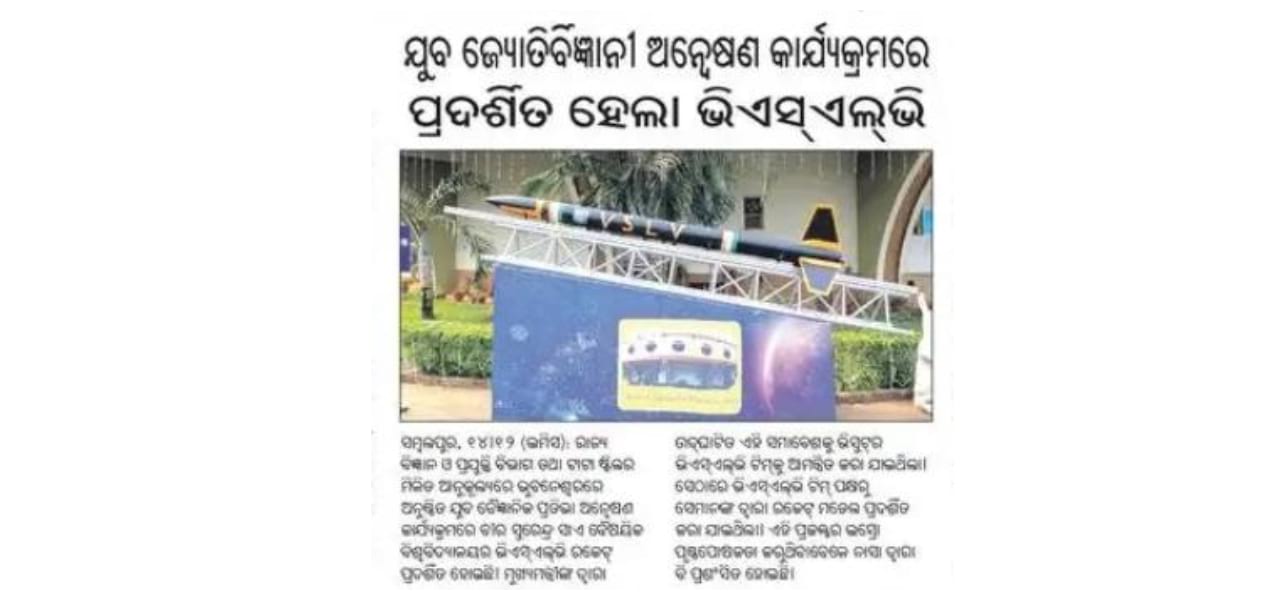 ଯୁବ ଜ୍ୟୋତିର୍ବିଜ୍ଞାନୀ ଅନ୍ୱେଷଣ କାର୍ଯ୍ୟକ୍ରମରେ
ପ୍ରଦର୍ଶିତ ହେଲା ଭିଏସ୍‌ଏଲ୍‌ଭି
VSLV
ସମ୍ବଲପୁର, ୧୪।୧୨ (ଇମିସ): ରାଜ୍ୟ
ବିଜ୍ଞାନ ଓ ପ୍ରଯୁକ୍ତି ବିଭାଗ ତଥା ଟାଟା ଷ୍ଟିଲର
ମିଳିତ ଆନୁକୂଲ୍ୟରେ ଭୁବନେଶ୍ୱରରେ
ଅନୁଷ୍ଠିତ ଯୁବ ବୈଜ୍ଞାନିକ ପ୍ରତିଭା ଅନ୍ୱେଷଣ
କାର୍ଯ୍ୟକ୍ରମରେ ବୀର ସୁରେନ୍ଦ୍ର ସାଏ ବୈଷୟିକ
ବିଶ୍ୱବିଦ୍ୟାଳୟର ଭିଏସ୍‌ଏଲ୍‌ଭି ରକେଟ୍
ପ୍ରଦର୍ଶିତ ହୋଇଛି। ମୁଖ୍ୟମନ୍ତ୍ରୀଙ୍କ ଦ୍ୱାରା
ଉଦ୍‌ଘାଟିତ ଏହି ସମାବେଶକୁ ଭିସୁଟ୍‌ର
ଭିଏସ୍‌ଏଲ୍‌ଭି ଟିମ୍‌କୁ ଆମନ୍ତ୍ରିତ କରା ଯାଇଥିଲା।
ସେଠାରେ ଭିଏସ୍‌ଏଲ୍‌ଭି ଟିମ୍ ପକ୍ଷରୁ
ସେମାନଙ୍କ ଦ୍ୱାରା ରକେଟ୍ ମଡେଲ ପ୍ରଦର୍ଶିତ
କରା ଯାଇଥିଲା। ଏହି ପ୍ରକଳ୍ପର ଇସ୍ରୋ
ପୃଷ୍ଠପୋଷକତା କରୁଥିବାବେଳେ ନାସା ଦ୍ୱାରା
ବି ପ୍ରଶଂସିତ ହୋଇଛି।